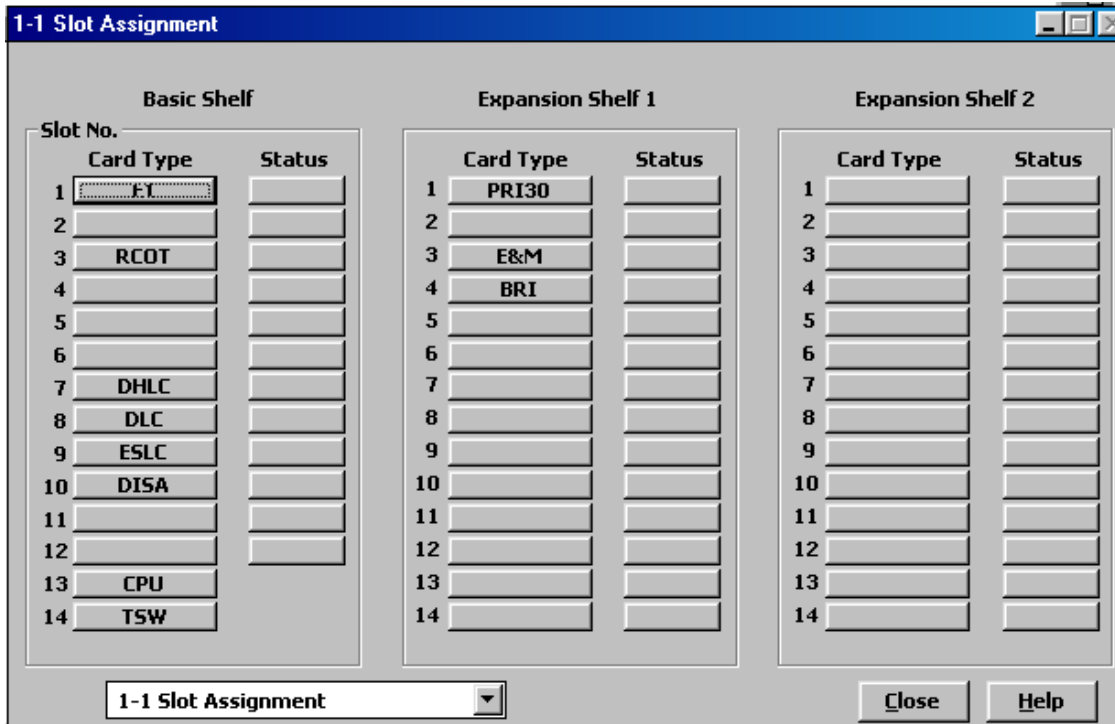 1-1 Slot Assignment
Basic Shelf Expansion Shelf 1 Expansion Shelf 2
Slot No.
Card Type Status Card Type Status Card Type Status
1 E1 1 PRI30 1
2 2 2
3 RCOT 3 E&M 3
4 4 BRI 4
5 5 5
6 6 6
7 DHLC 7 7
8 DLC 8 8
9 ESLC 9 9
10 DISA 10 10
11 11 11
12 12 12
13 CPU 13 13
14 TSW 14 14
1-1 Slot Assignment Close Help